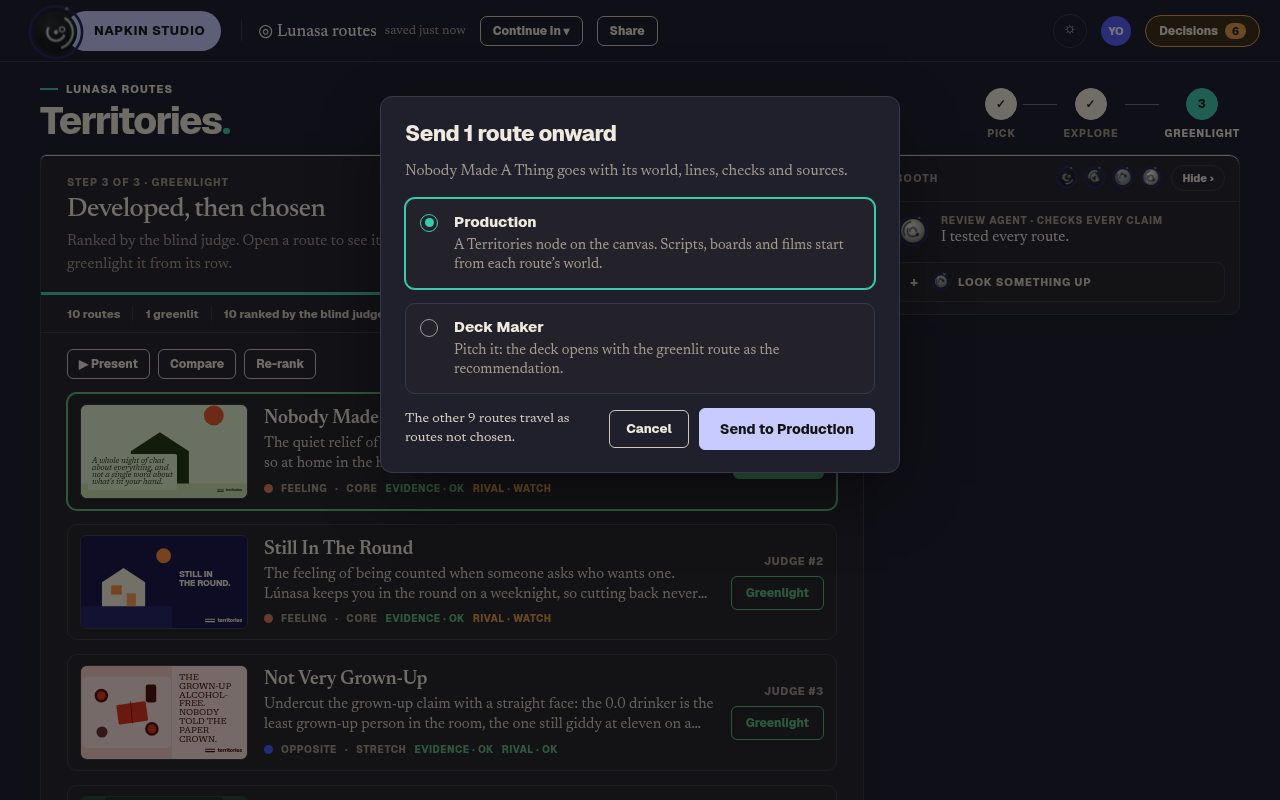 NAPKIN STUDIO
◎ Lunasa routes saved just now
Continue in ▾
Share
YO
Decisions 6
LUNASA ROUTES
Territories.
✓ ✓ 3
PICK EXPLORE GREENLIGHT
STEP 3 OF 3 · GREENLIGHT
Developed, then chosen
Ranked by the blind judge. Open a route to see it
greenlight it from its row.
10 routes 1 greenlit 10 ranked by the blind judge
▶ Present Compare Re-rank
BOOTH
Hide ›
REVIEW AGENT · CHECKS EVERY CLAIM
I tested every route.
+ LOOK SOMETHING UP
Send 1 route onward
Nobody Made A Thing goes with its world, lines, checks and sources.
Production
A Territories node on the canvas. Scripts, boards and films start
from each route’s world.
Deck Maker
Pitch it: the deck opens with the greenlit route as the
recommendation.
The other 9 routes travel as
routes not chosen.
Cancel
Send to Production
A whole night of chat
about everything, and
not a single word about
what's in your hand.
territories
Nobody Made
The quiet relief of
so at home in the
FEELING · CORE EVIDENCE · OK RIVAL · WATCH
STILL IN
THE ROUND.
territories
Still In The Round
The feeling of being counted when someone asks who wants one.
Lúnasa keeps you in the round on a weeknight, so cutting back never…
FEELING · CORE EVIDENCE · OK RIVAL · WATCH
JUDGE #2
Greenlight
THE
GROWN-UP
ALCOHOL-
FREE.
NOBODY
TOLD THE
PAPER
CROWN.
territories
Not Very Grown-Up
Undercut the grown-up claim with a straight face: the 0.0 drinker is the
least grown-up person in the room, the one still giddy at eleven on a…
OPPOSITE · STRETCH EVIDENCE · OK RIVAL · OK
JUDGE #3
Greenlight